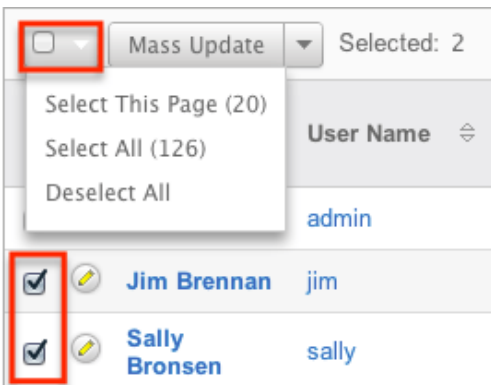 Mass Update Selected: 2
Select This Page (20)
Select All (126)
Deselect All
User Name
admin
Jim Brennan jim
Sally Bronsen sally